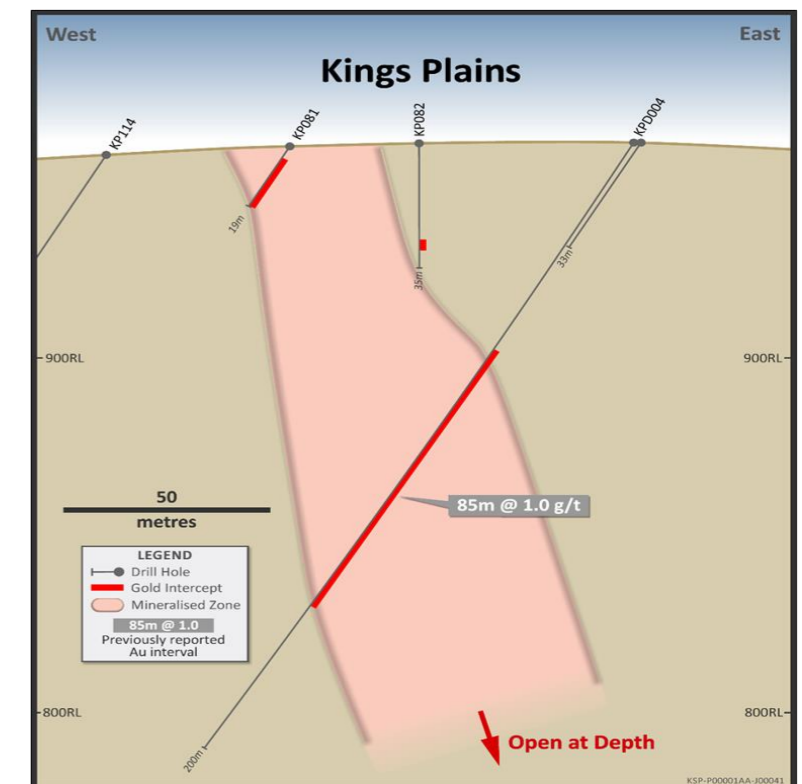 West
East
Kings Plains
KP114
KP081
KP082
KPD004
19m
35m
33m
900RL
900RL
85m @ 1.0 g/t
50
metres
LEGEND
Drill Hole
Gold Intercept
Mineralised Zone
85m @ 1.0
Previously reported
Au interval
800RL
800RL
200m
Open at Depth
KSP-P00001AA-J00041